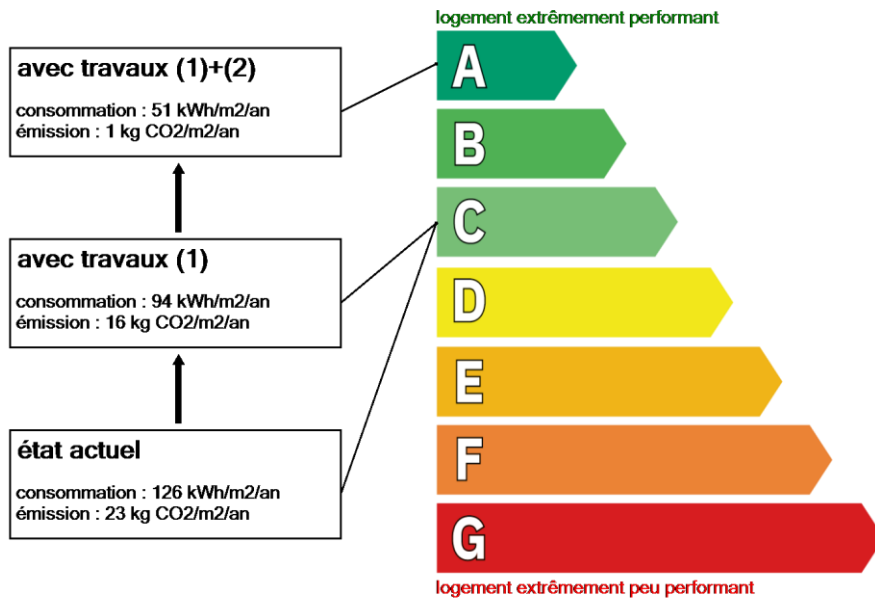 logement extrêmement performant
avec travaux (1)+(2)
consommation : 51 kWh/m2/an
émission : 1 kg CO2/m2/an
avec travaux (1)
consommation : 94 kWh/m2/an
émission : 16 kg CO2/m2/an
état actuel
consommation : 126 kWh/m2/an
émission : 23 kg CO2/m2/an
A
B
C
D
E
F
G
logement extrêmement peu performant